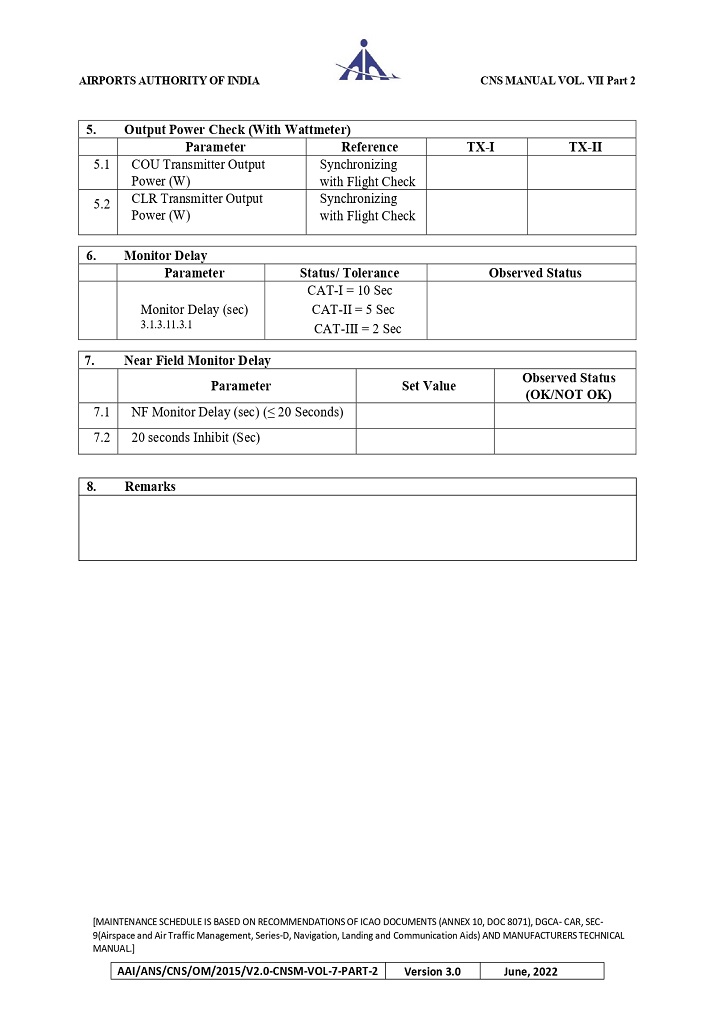 AIRPORTS AUTHORITY OF INDIA
CNS MANUAL VOL. VII Part 2
5. Output Power Check (With Wattmeter)
Parameter Reference TX-I TX-II
5.1 COU Transmitter Output Synchronizing
Power (W) with Flight Check
5.2 CLR Transmitter Output Synchronizing
Power (W) with Flight Check
6. Monitor Delay
Parameter Status/ Tolerance Observed Status
CAT-I = 10 Sec
Monitor Delay (sec) CAT-II = 5 Sec
3.1.3.11.3.1 CAT-III = 2 Sec
7. Near Field Monitor Delay
Parameter Set Value Observed Status
(OK/NOT OK)
7.1 NF Monitor Delay (sec) (≤ 20 Seconds)
7.2 20 seconds Inhibit (Sec)
8. Remarks
[MAINTENANCE SCHEDULE IS BASED ON RECOMMENDATIONS OF ICAO DOCUMENTS (ANNEX 10, DOC 8071), DGCA- CAR, SEC-
9(Airspace and Air Traffic Management, Series-D, Navigation, Landing and Communication Aids) AND MANUFACTURERS TECHNICAL
MANUAL.]
AAI/ANS/CNS/OM/2015/V2.0-CNSM-VOL-7-PART-2 Version 3.0 June, 2022